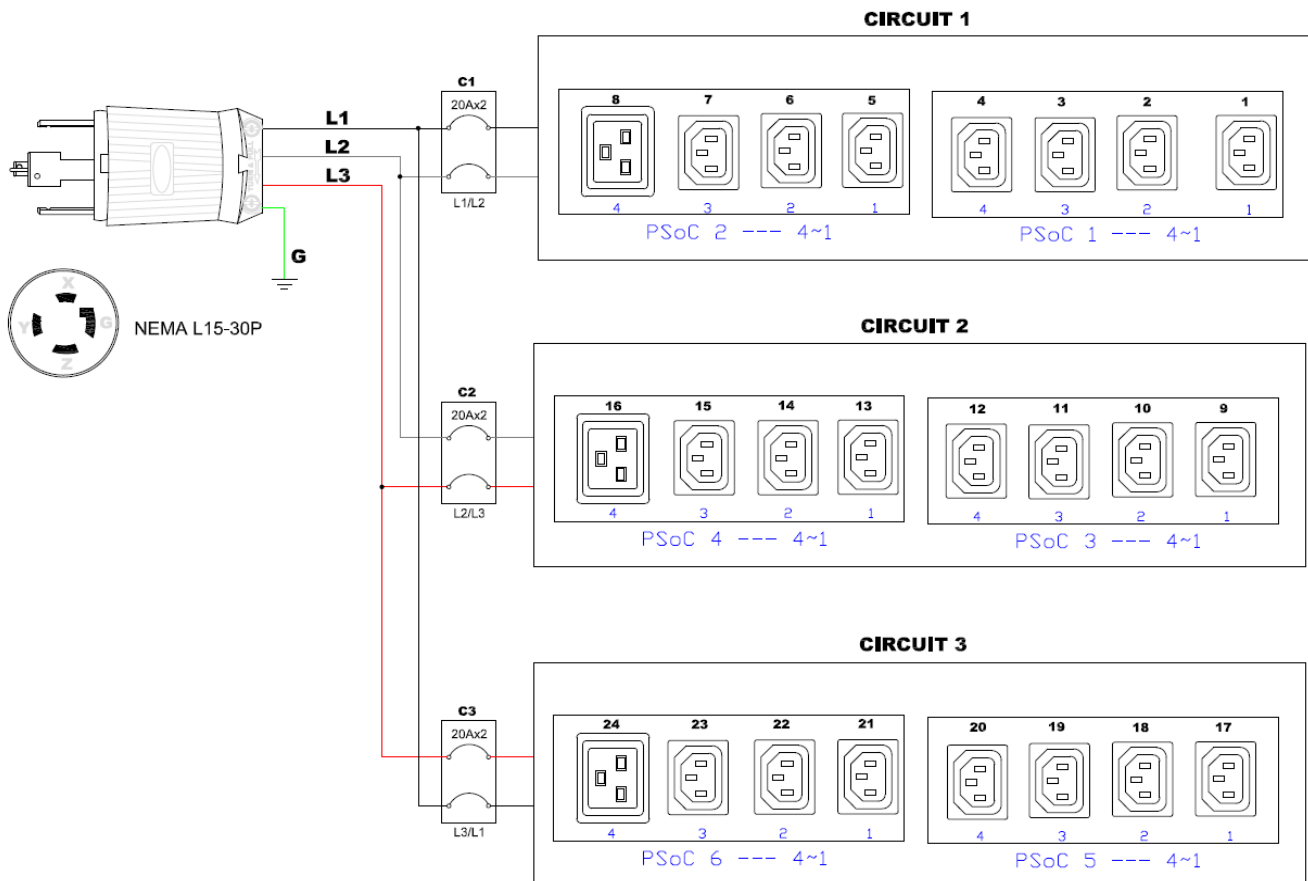 CIRCUIT 1
C1
20Ax2
L1/L2
8 7 6 5 4 3 2 1
4 3 2 1 4 3 2 1
PSoC 2 --- 4~1
PSoC 1 --- 4~1
L1
L2
L3
G
X
Y
G
Z
NEMA L15-30P
CIRCUIT 2
C2
20Ax2
L2/L3
16 15 14 13 12 11 10 9
4 3 2 1 4 3 2 1
PSoC 4 --- 4~1
PSoC 3 --- 4~1
CIRCUIT 3
C3
20Ax2
L3/L1
24 23 22 21 20 19 18 17
4 3 2 1 4 3 2 1
PSoC 6 --- 4~1
PSoC 5 --- 4~1